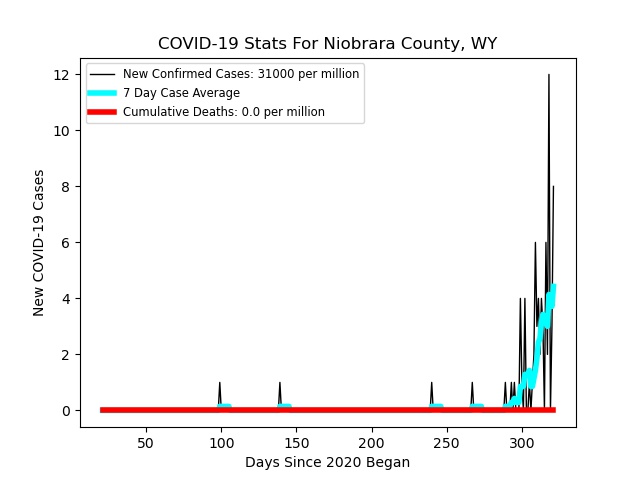 COVID-19 Stats For Niobrara County, WY
New Confirmed Cases: 31000 per million
7 Day Case Average
Cumulative Deaths: 0.0 per million
New COVID-19 Cases
12
10
8
6
4
2
0
50 100 150 200 250 300
Days Since 2020 Began